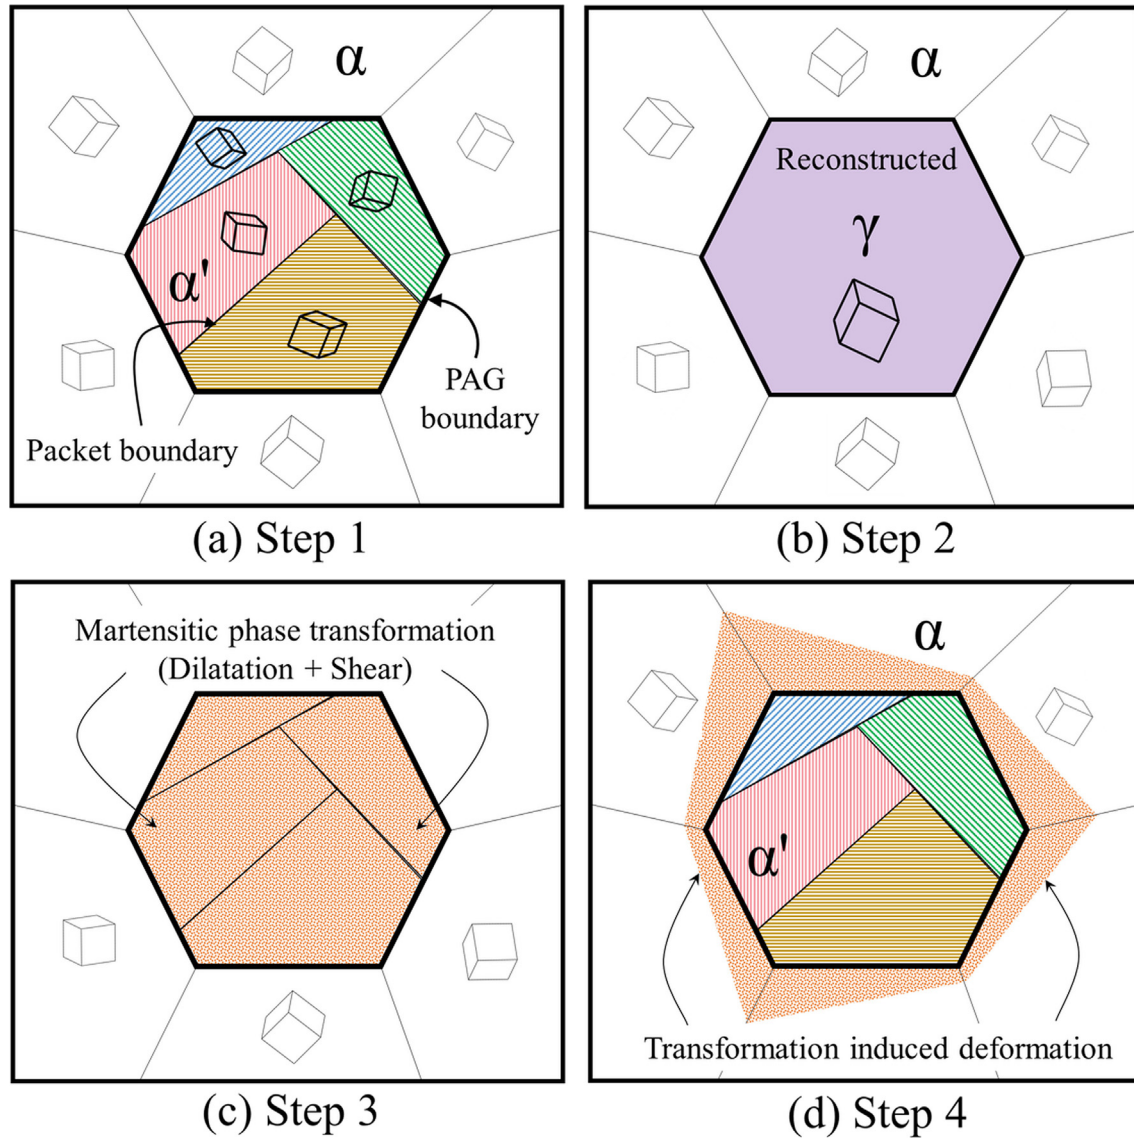 α
α'
PAG
boundary
Packet boundary
(a) Step 1
α
Reconstructed
γ
(b) Step 2
Martensitic phase transformation
(Dilatation + Shear)
(c) Step 3
α
α'
Transformation induced deformation
(d) Step 4